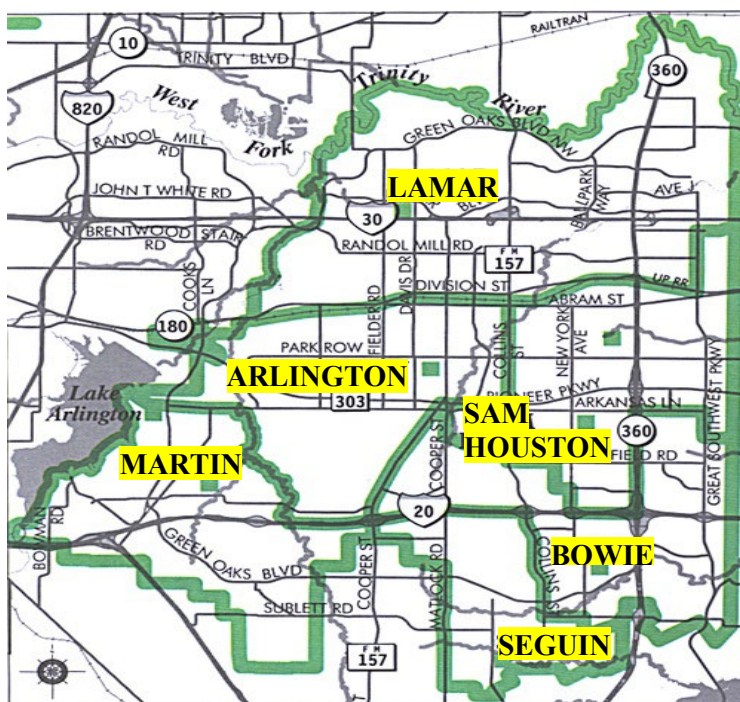 RAILTRAN
10
TRINITY BLVD
360
820
West
Fork
Trinity
River
RANDOL MILL
RD
GREEN OAKS BLVD NW
LAMAR
JOHN T WHITE RD
AVE J
BALLPARK
WAY
30
BRENTWOOD STAIR
RD
RANDOL MILL RD
F M
157
COOKS
LN
FIELDER RD
DAVIS DR
DIVISION ST
UP RR
ABRAM ST
180
PARK ROW
COLLINS
ST
NEW YORK
AVE
GREAT SOUTHWEST PKWY
Lake
Arlington
ARLINGTON
303
PIONEER PKWY
ARKANSAS LN
SAM
HOUSTON
360
FIELD RD
MARTIN
COOPER ST
20
BOWMAN
RD
GREEN OAKS BLVD
COOPER ST
MATLOCK RD
COLLINS ST
BOWIE
SUBLETT RD
SEGUIN
F M
157